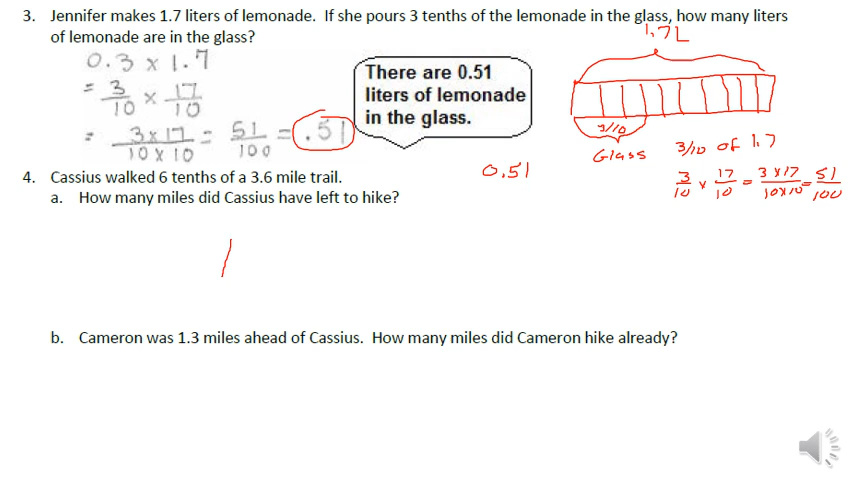 3. Jennifer makes 1.7 liters of lemonade. If she pours 3 tenths of the lemonade in the glass, how many liters
of lemonade are in the glass?
0.3 x 1.7
= 3/10 x 17/10
= 3x17/10x10 = 51/100 = .51
There are 0.51
liters of lemonade
in the glass.
1.7L
3/10
Glass
3/10 of 1.7
3/10 x 17/10 = 3x17/10x10 = 51/100
0.51
4. Cassius walked 6 tenths of a 3.6 mile trail.
a. How many miles did Cassius have left to hike?
b. Cameron was 1.3 miles ahead of Cassius. How many miles did Cameron hike already?